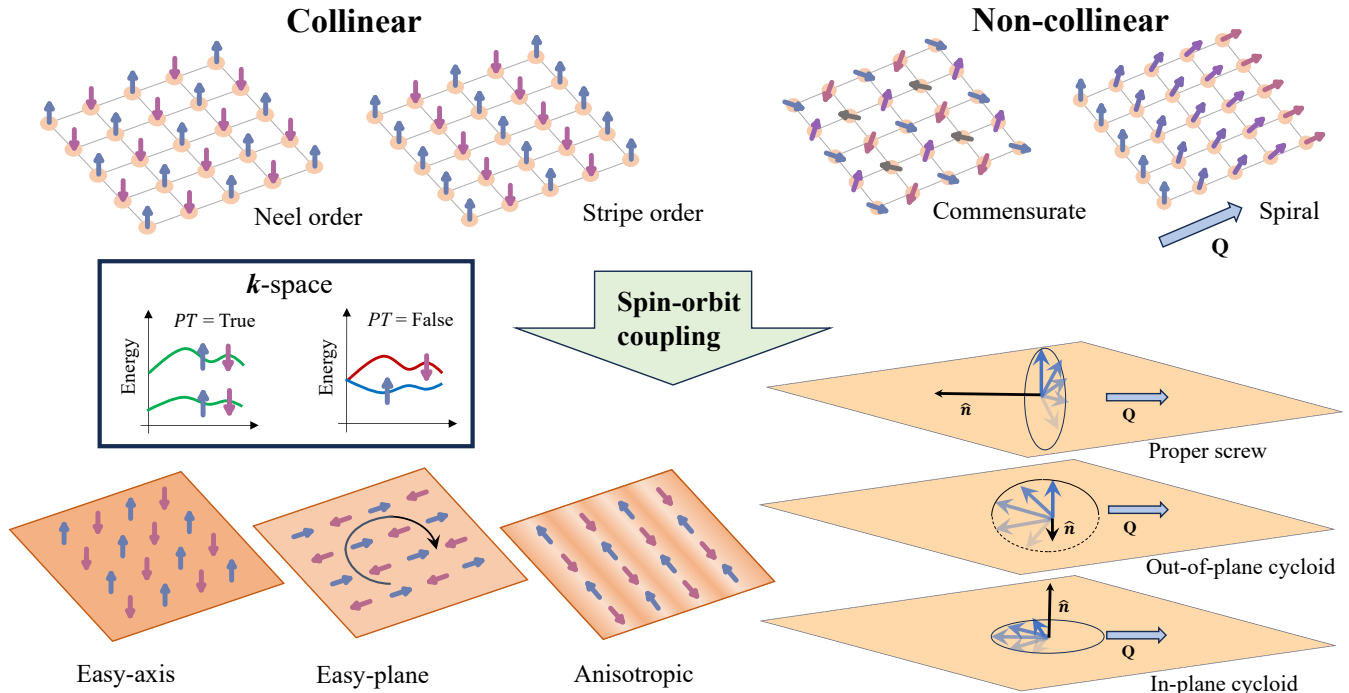 Collinear
Non-collinear
Neel order
Stripe order
Commensurate
Spiral
Q
k-space
PT = True
PT = False
Energy
Energy
Spin-orbit
coupling
n̂
Q
Proper screw
n̂
Q
Out-of-plane cycloid
n̂
Q
In-plane cycloid
Easy-axis
Easy-plane
Anisotropic